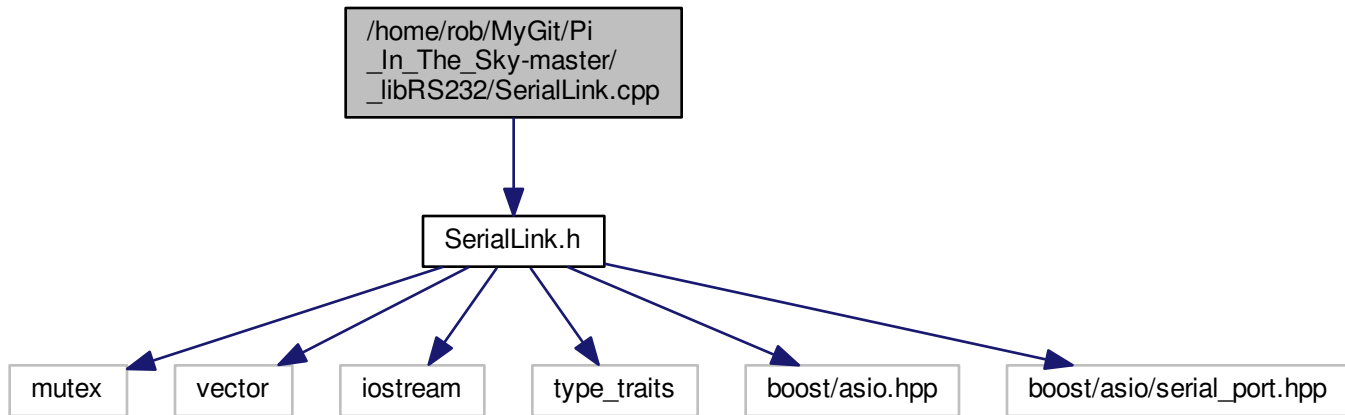 /home/rob/MyGit/Pi
_In_The_Sky-master/
_libRS232/SerialLink.cpp
SerialLink.h
mutex
vector
iostream
type_traits
boost/asio.hpp
boost/asio/serial_port.hpp